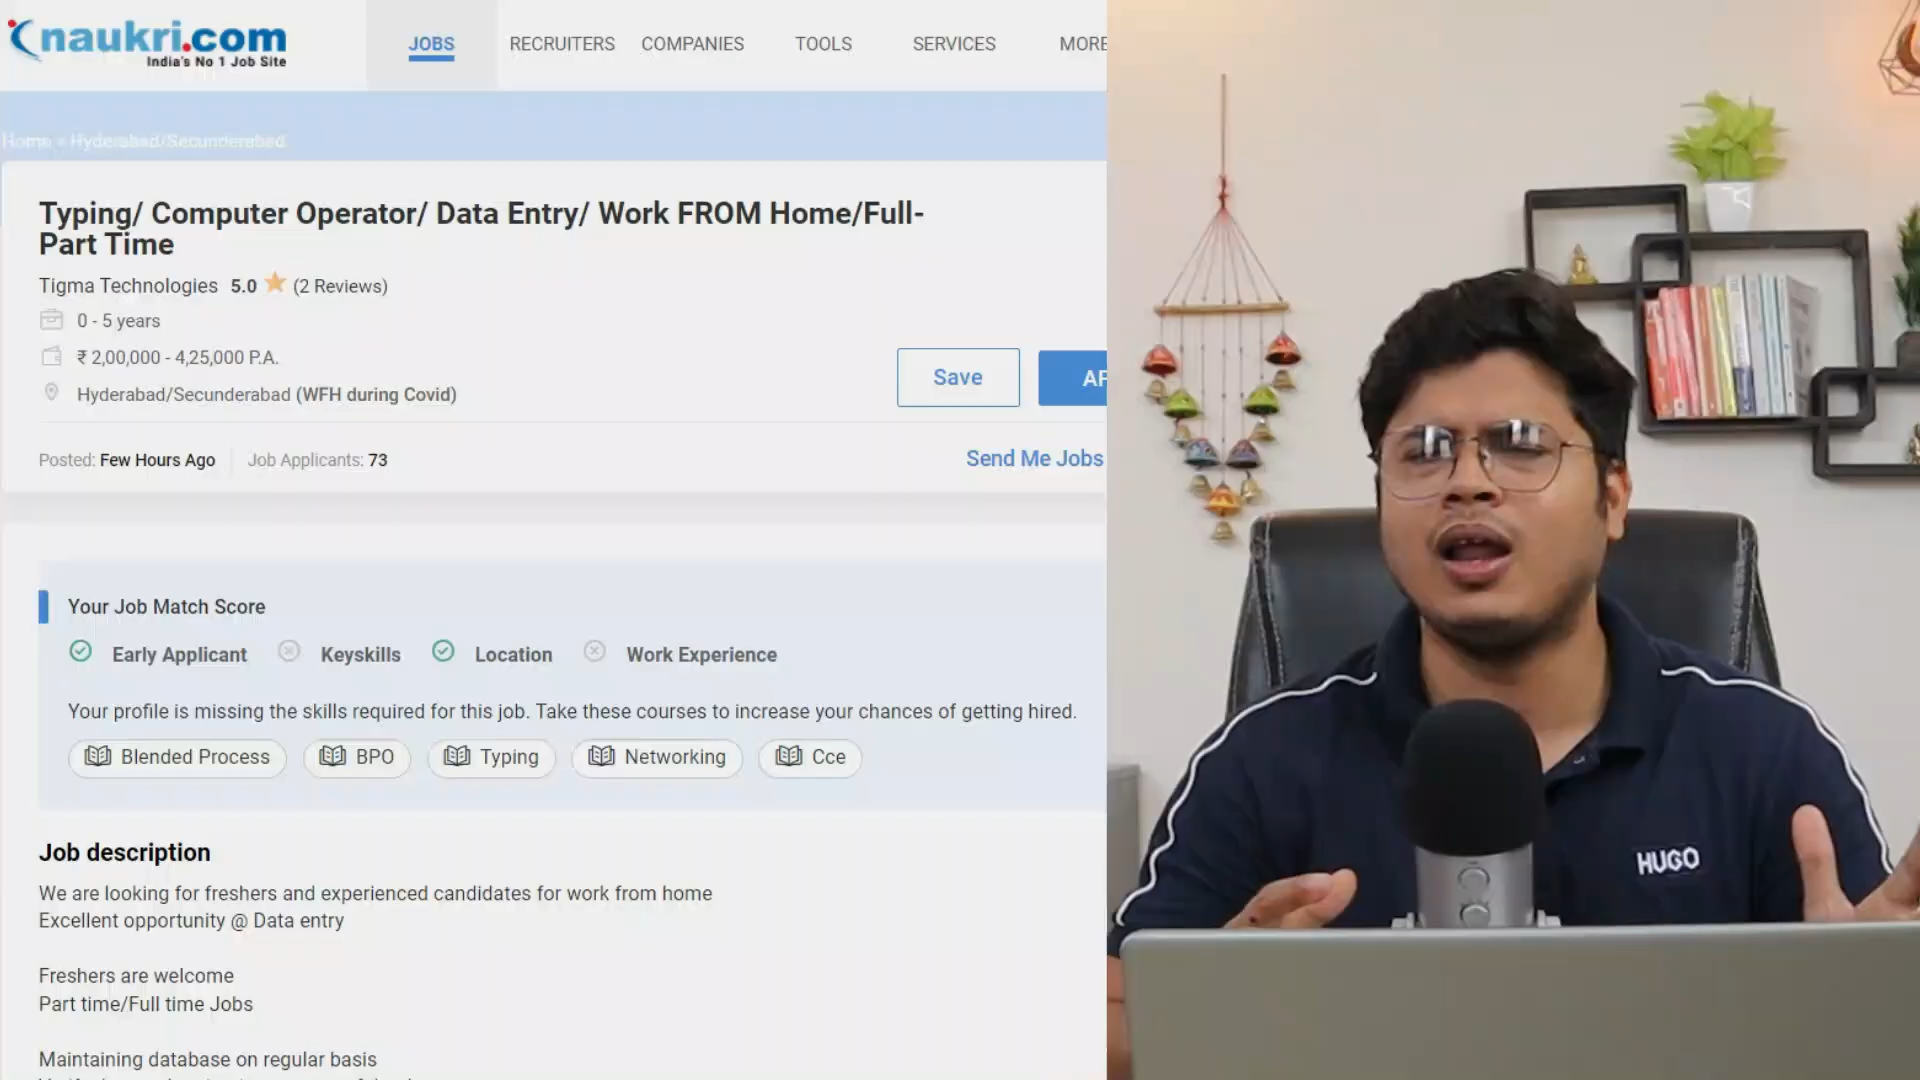 naukri.com
India's No 1 Job Site
JOBS
RECRUITERS
COMPANIES
TOOLS
SERVICES
MORE
Home » Hyderabad/Secunderabad
Typing/ Computer Operator/ Data Entry/ Work FROM Home/Full-
Part Time
Tigma Technologies 5.0 (2 Reviews)
0 - 5 years
₹ 2,00,000 - 4,25,000 P.A.
Hyderabad/Secunderabad (WFH during Covid)
Save
AP
Posted: Few Hours Ago
Job Applicants: 73
Send Me Jobs
Your Job Match Score
Early Applicant
Keyskills
Location
Work Experience
Your profile is missing the skills required for this job. Take these courses to increase your chances of getting hired.
Blended Process
BPO
Typing
Networking
Cce
Job description
We are looking for freshers and experienced candidates for work from home
Excellent opportunity @ Data entry
Freshers are welcome
Part time/Full time Jobs
Maintaining database on regular basis
HUGO